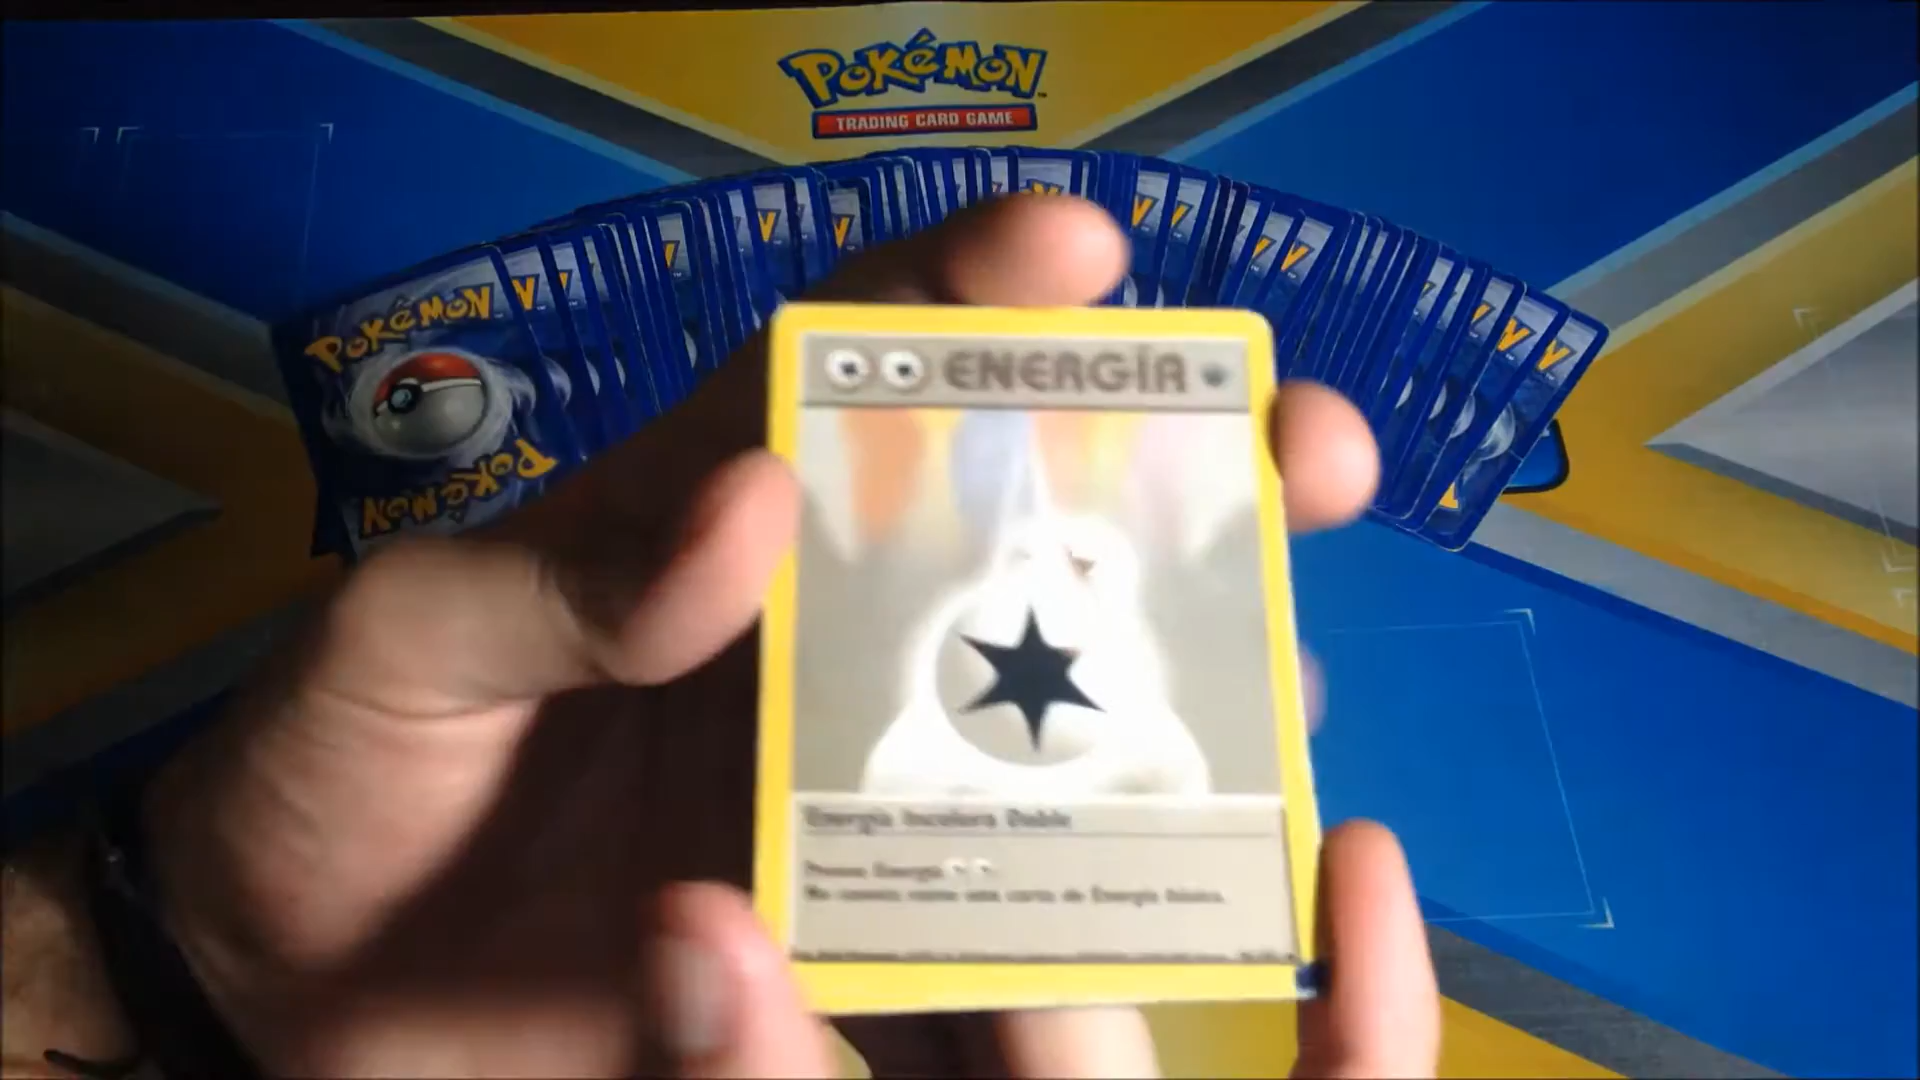 POKéMON
TRADING CARD GAME
POKéMON
POKéMON
ENERGÍA
Energía Incolora Doble
Energía
No cuenta como una carta de Energía básica.